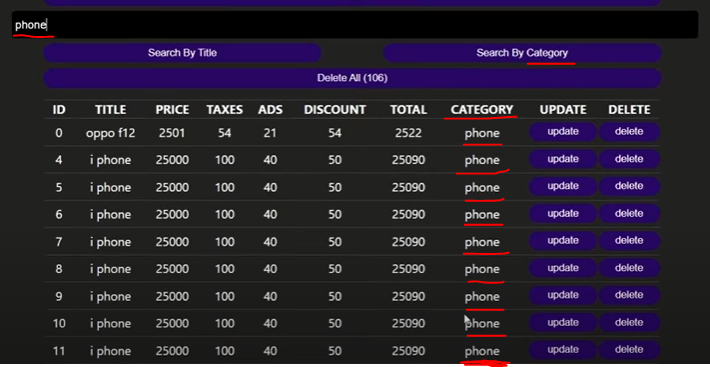 phone
Search By Title Search By Category
Delete All (106)
ID TITLE PRICE TAXES ADS DISCOUNT TOTAL CATEGORY UPDATE DELETE
0 oppo f12 2501 54 21 54 2522 phone update delete
4 i phone 25000 100 40 50 25090 phone update delete
5 i phone 25000 100 40 50 25090 phone update delete
6 i phone 25000 100 40 50 25090 phone update delete
7 i phone 25000 100 40 50 25090 phone update delete
8 i phone 25000 100 40 50 25090 phone update delete
9 i phone 25000 100 40 50 25090 phone update delete
10 i phone 25000 100 40 50 25090 phone update delete
11 i phone 25000 100 40 50 25090 phone update delete